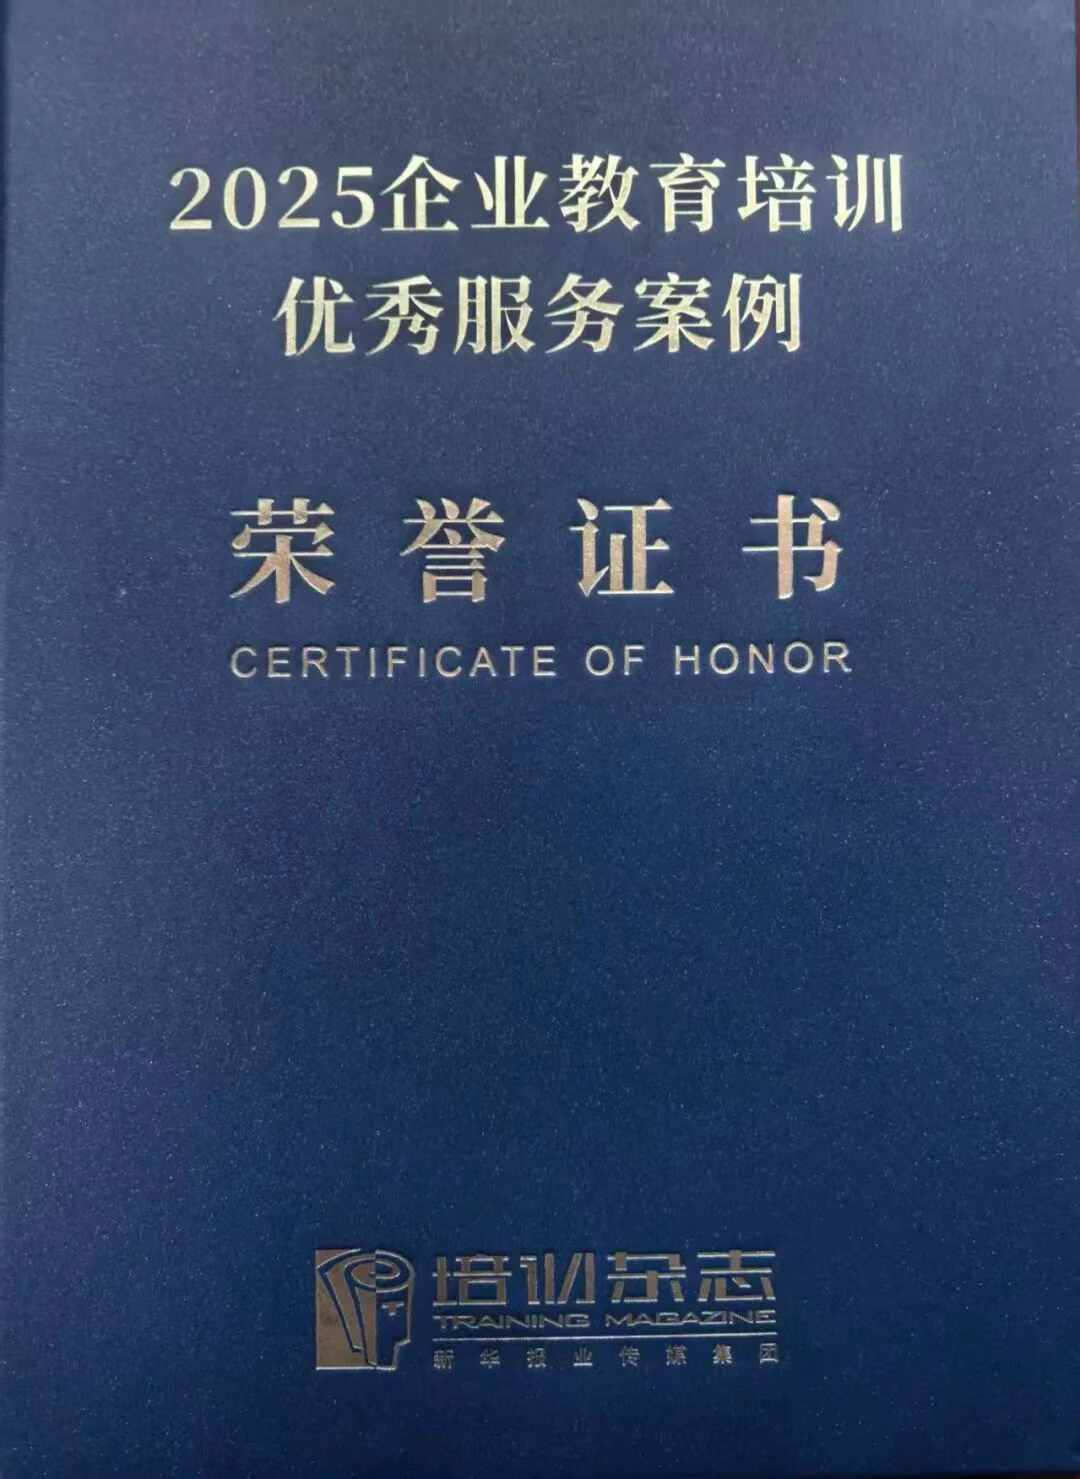 2025企业教育培训
优秀服务案例
荣誉证书
CERTIFICATE OF HONOR
培训杂志
TRAINING MAGAZINE
新华报业传媒集团